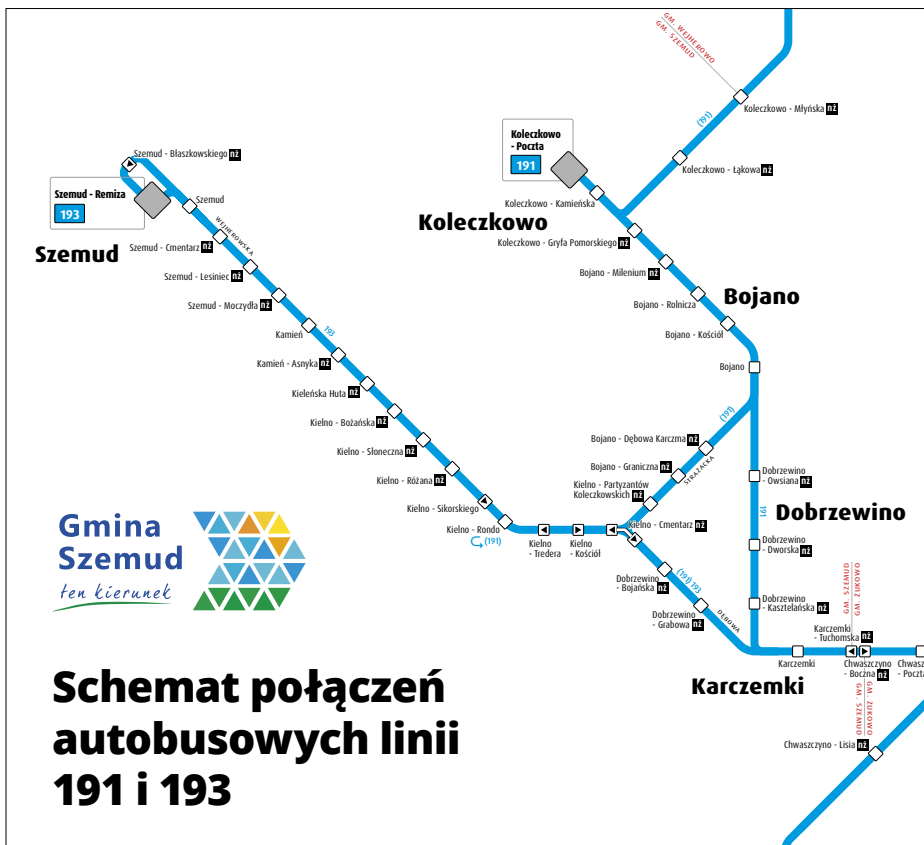 GM. WEJHEROWO
GM. SZEMUD
Koleczkowo - Młyńska nż
(191)
Koleczkowo - Łąkowa nż
Koleczkowo
- Poczta
191
Koleczkowo - Kamieńska
Koleczkowo
Koleczkowo - Gryfa Pomorskiego nż
Bojano - Milenium nż
Bojano
Bojano - Rolnicza
Bojano - Kościół
Bojano
Szemud - Błaszkowskiego nż
Szemud - Remiza
193
Szemud
Szemud
WEJHEROWSKA
Szemud - Cmentarz nż
Szemud - Lesiniec nż
Szemud - Moczydła nż
Kamień
193
Kamień - Asnyka nż
Kieleńska Huta nż
Kielno - Bożańska nż
Kielno - Słoneczna nż
Kielno - Różana nż
Kielno - Sikorskiego
Kielno - Rondo
(191)
Kielno
- Tredera
Kielno
- Kościół
Kielno - Cmentarz nż
(191)
Bojano - Dębowa Karczma nż
STRAŻACKA
Bojano - Graniczna nż
Kielno - Partyzantów
Koleczkowskich nż
Dobrzewino
- Owsiana nż
191
Dobrzewino
Dobrzewino
- Dworska nż
Dobrzewino
- Kasztelańska nż
Dobrzewino
- Bojańska nż
(191) 193
Dobrzewino
- Grabowa nż
DĘBOWA
GM. SZEMUD
GM. ŻUKOWO
Karczemki
- Tuchomska nż
Karczemki
Karczemki
Chwaszczyno
- Boczna nż
Chwasz
- Poczta
GM. SZEMUD
GM. ŻUKOWO
Chwaszczyno - Lisia nż
Gmina
Szemud
ten kierunek
Schemat połączeń
autobusowych linii
191 i 193